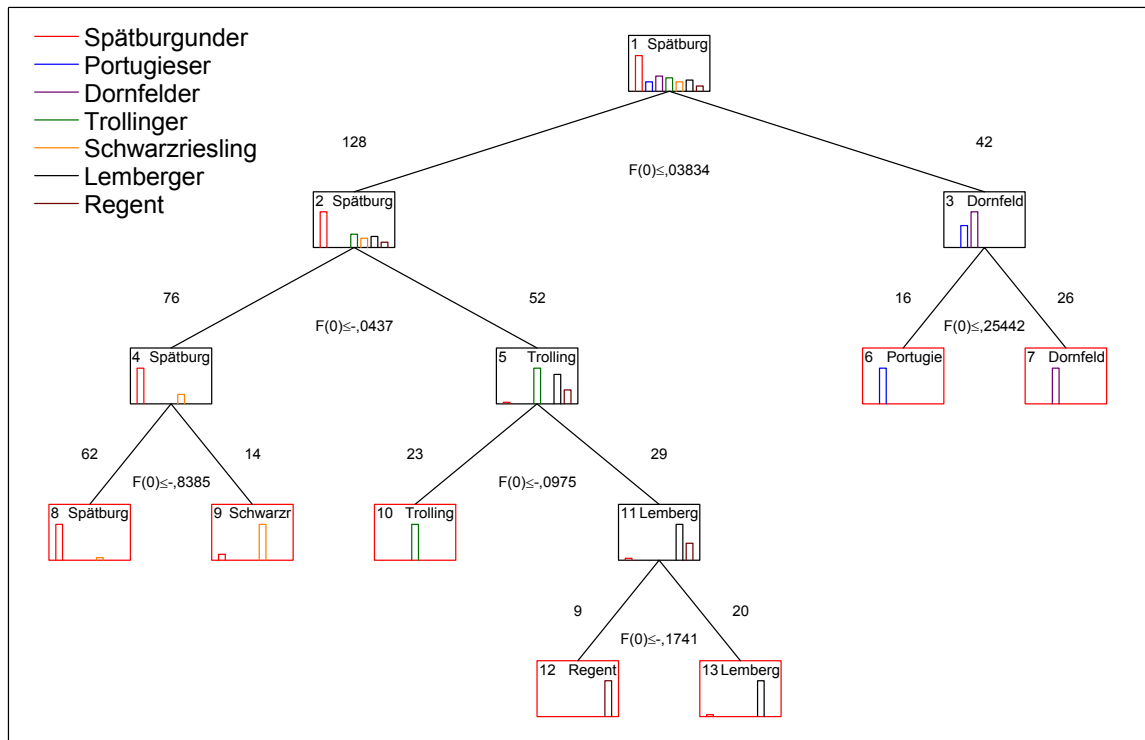 Spätburgunder
Portugieser
Dornfelder
Trollinger
Schwarzriesling
Lemberger
Regent
1 Spätburg
128
42
F(0)≤,03834
2 Spätburg
3 Dornfeld
76
52
16
26
F(0)≤-,0437
F(0)≤,25442
4 Spätburg
5 Trolling
6 Portugie
7 Dornfeld
62
14
23
29
F(0)≤-,8385
F(0)≤-,0975
8 Spätburg
9 Schwarzr
10 Trolling
11 Lemberg
9
20
F(0)≤-,1741
12 Regent
13 Lemberg